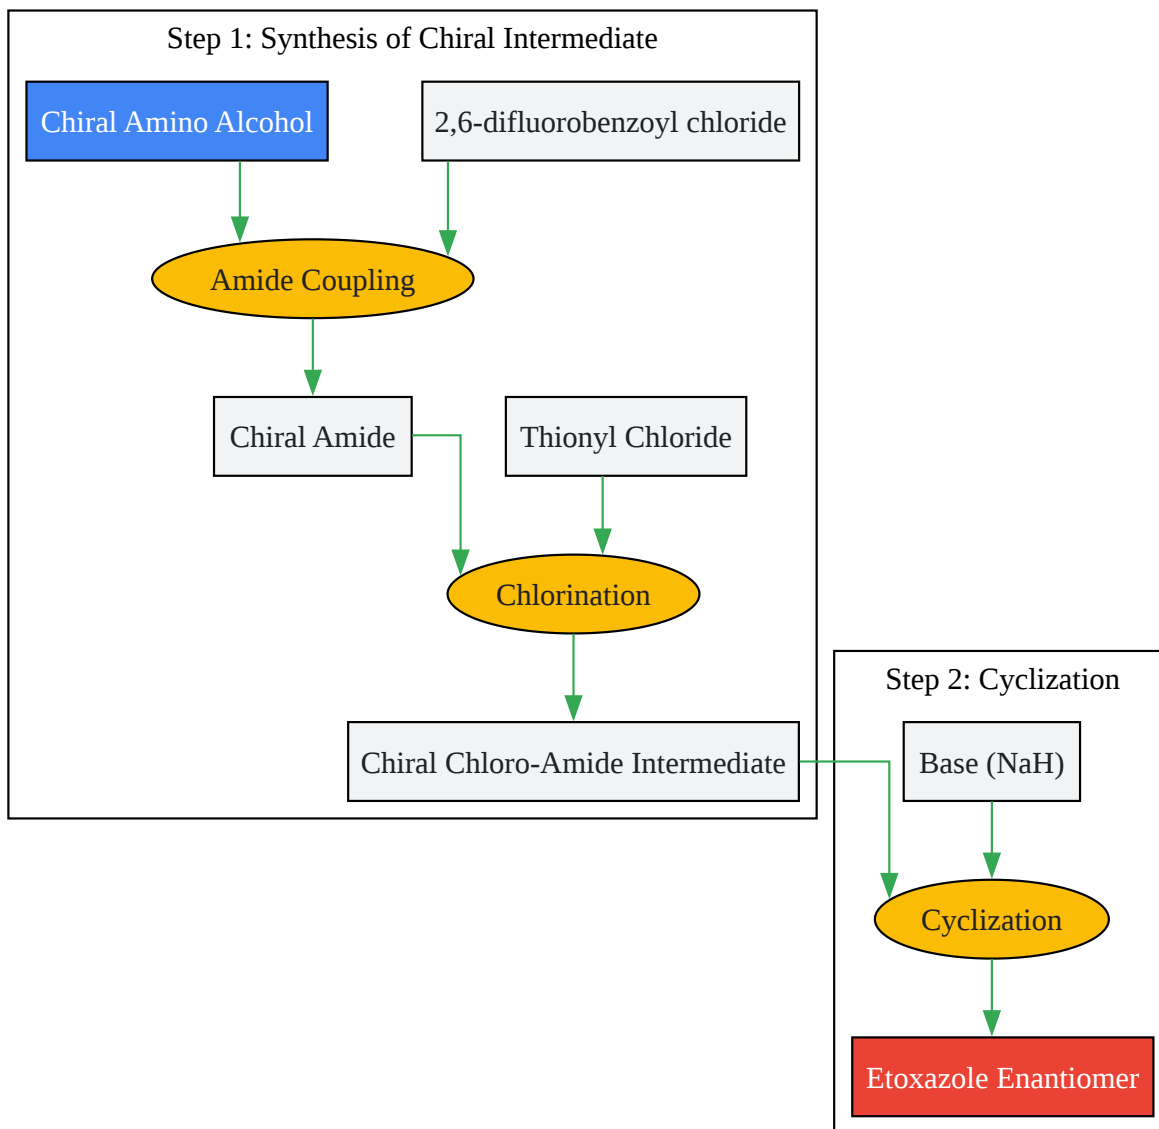 Step 1: Synthesis of Chiral Intermediate
Chiral Amino Alcohol
2,6-difluorobenzoyl chloride
Amide Coupling
Chiral Amide
Thionyl Chloride
Chlorination
Chiral Chloro-Amide Intermediate
Step 2: Cyclization
Base (NaH)
Cyclization
Etoxazole Enantiomer